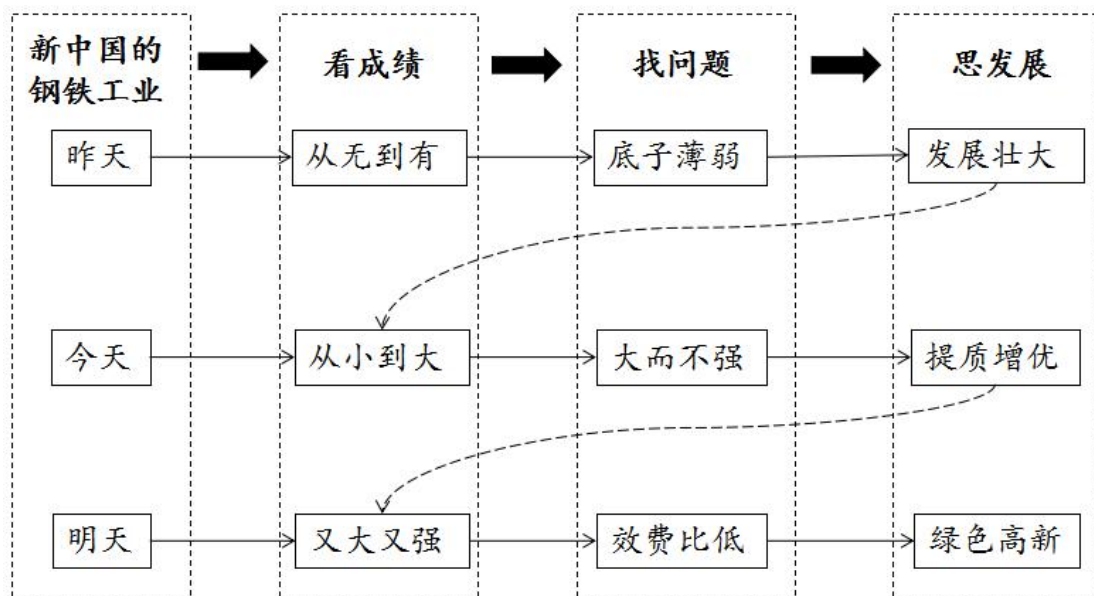 新中国的
钢铁工业
看成绩
找问题
思发展
昨天
从无到有
底子薄弱
发展壮大
今天
从小到大
大而不强
提质增优
明天
又大又强
效费比低
绿色高新